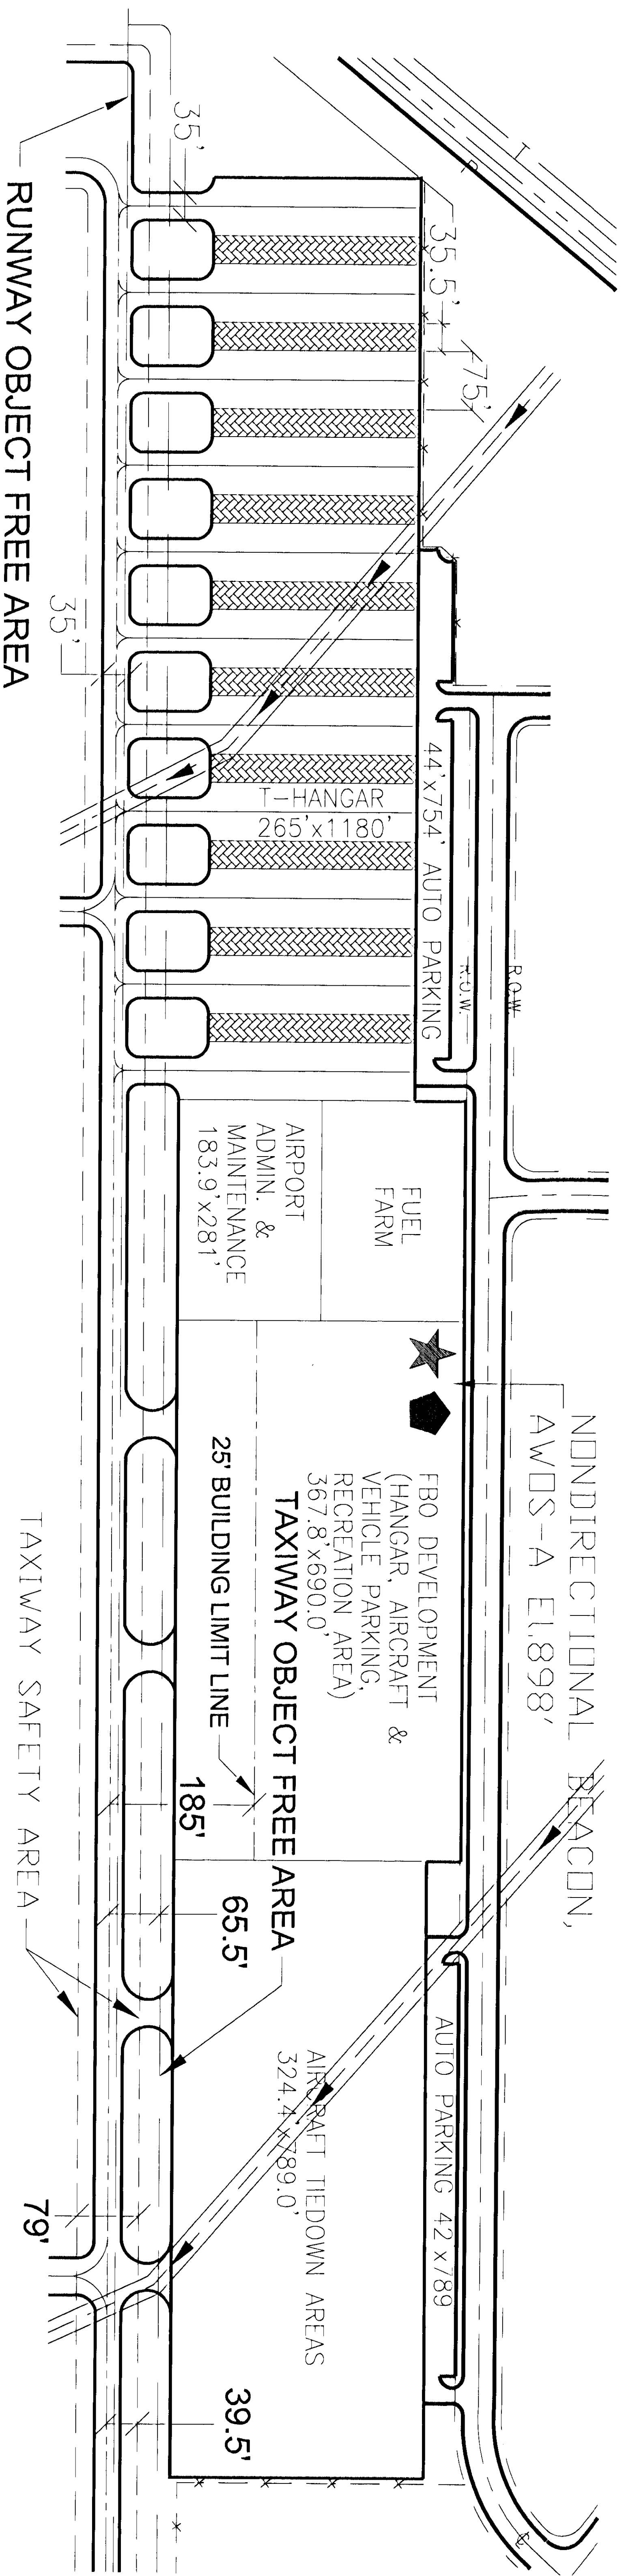 35'
RUNWAY OBJECT FREE AREA
35.5'
75'
35'
T-HANGAR
265'x1180'
44'x754' AUTO PARKING
R.O.W.
R.O.W.
AIRPORT
ADMIN. &
MAINTENANCE
183.9'x281'
FUEL
FARM
NONDIRECTIONAL BEACON,
AWOS-A El.898'
FBO DEVELOPMENT
(HANGAR, AIRCRAFT &
VEHICLE PARKING,
RECREATION AREA)
367.8'x690.0'
TAXIWAY OBJECT FREE AREA
25' BUILDING LIMIT LINE
185'
65.5'
TAXIWAY SAFETY AREA
AIRCRAFT TIEDOWN AREAS
324.4'x789.0'
AUTO PARKING 42 x789
79'
39.5'